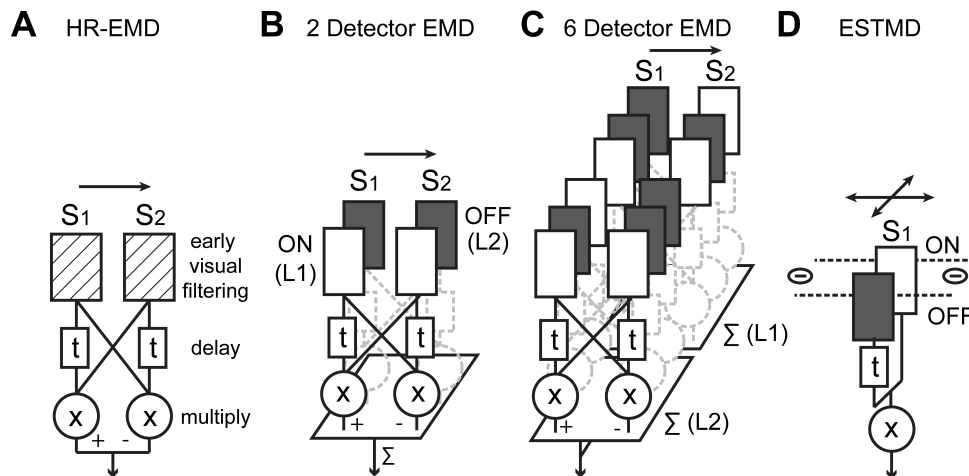 A HR-EMD
B 2 Detector EMD
C 6 Detector EMD
D ESTMD
S1 S2
early
visual
filtering
t t
delay
x x
multiply
+ -
S1 S2
ON
(L1)
OFF
(L2)
t t
x x
+ -
Σ
S1 S2
t t
x x
+ -
Σ (L1)
Σ (L2)
S1
ON
⊖ ⊖
OFF
t
x